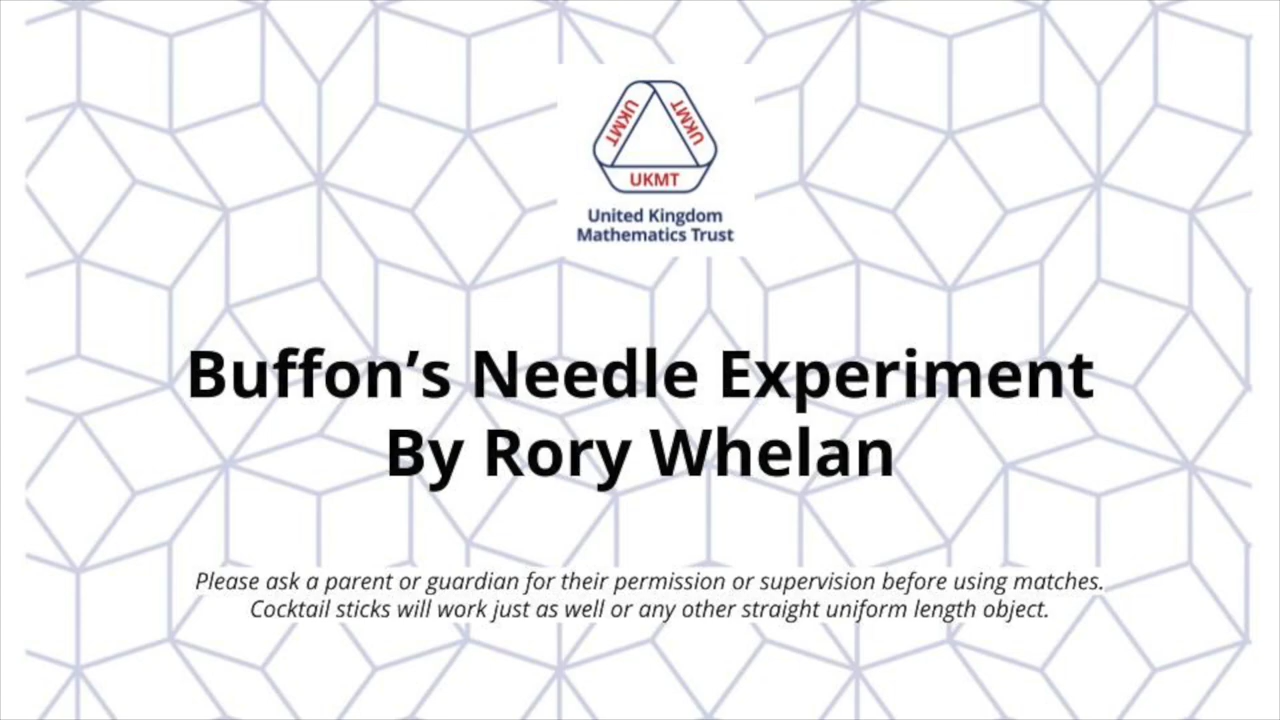 UKMT
UKMT
UKMT
United Kingdom
Mathematics Trust
Buffon’s Needle Experiment
By Rory Whelan
Please ask a parent or guardian for their permission or supervision before using matches.
Cocktail sticks will work just as well or any other straight uniform length object.